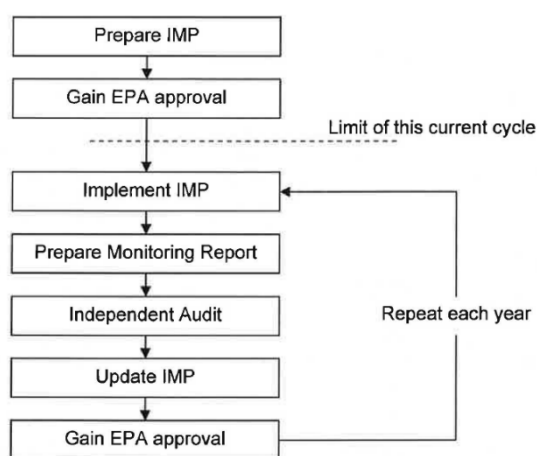 Prepare IMP
Gain EPA approval
Limit of this current cycle
Implement IMP
Prepare Monitoring Report
Independent Audit
Repeat each year
Update IMP
Gain EPA approval